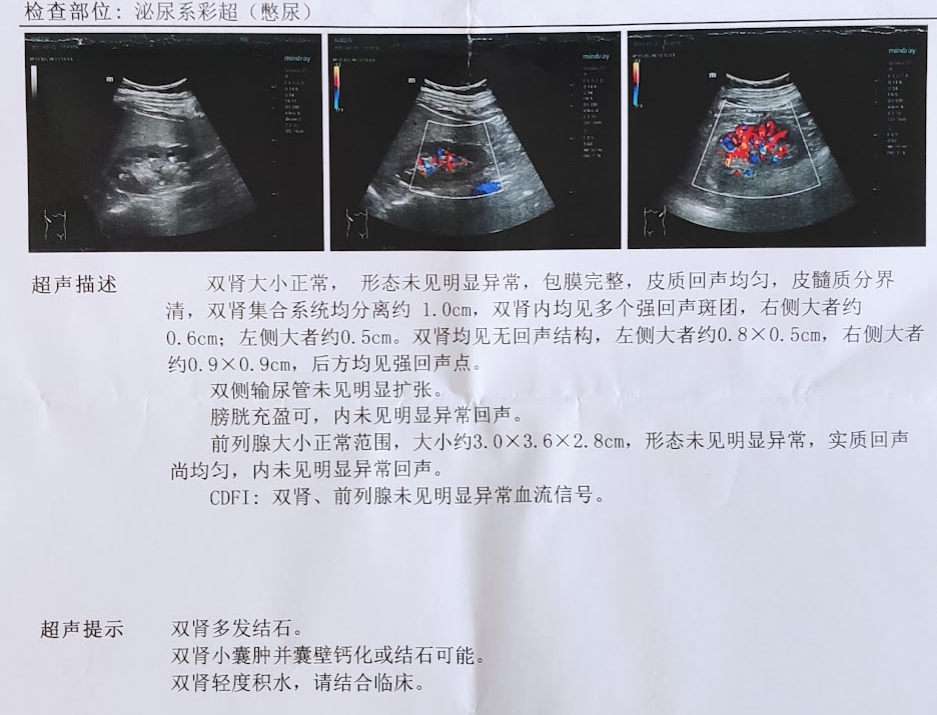 检查部位: 泌尿系彩超（憋尿）
mindray
mindray
mindray
超声描述 双肾大小正常， 形态未见明显异常，包膜完整，皮质回声均匀，皮髓质分界
清，双肾集合系统均分离约 1.0cm，双肾内均见多个强回声斑团，右侧大者约
0.6cm；左侧大者约0.5cm。双肾均见无回声结构，左侧大者约0.8×0.5cm，右侧大者
约0.9×0.9cm，后方均见强回声点。
双侧输尿管未见明显扩张。
膀胱充盈可，内未见明显异常回声。
前列腺大小正常范围，大小约3.0×3.6×2.8cm，形态未见明显异常，实质回声
尚均匀，内未见明显异常回声。
CDFI: 双肾、前列腺未见明显异常血流信号。
超声提示 双肾多发结石。
双肾小囊肿并囊壁钙化或结石可能。
双肾轻度积水，请结合临床。